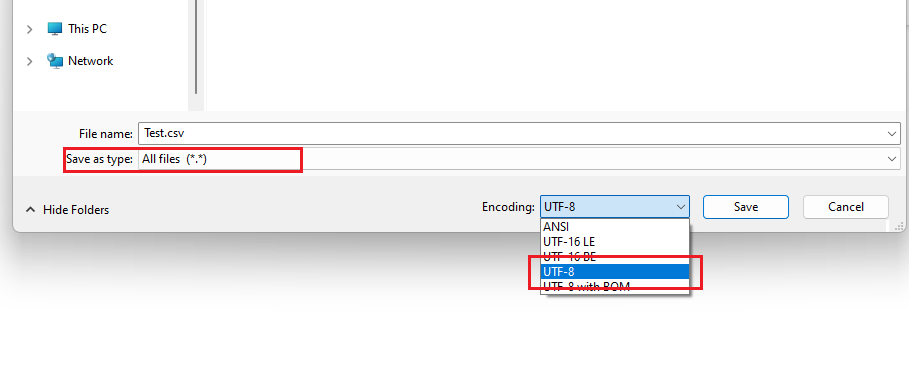 This PC
Network
File name: Test.csv
Save as type: All files (*.*)
Hide Folders
Encoding: UTF-8
Save
Cancel
ANSI
UTF-16 LE
UTF-16 BE
UTF-8
UTF-8 with BOM